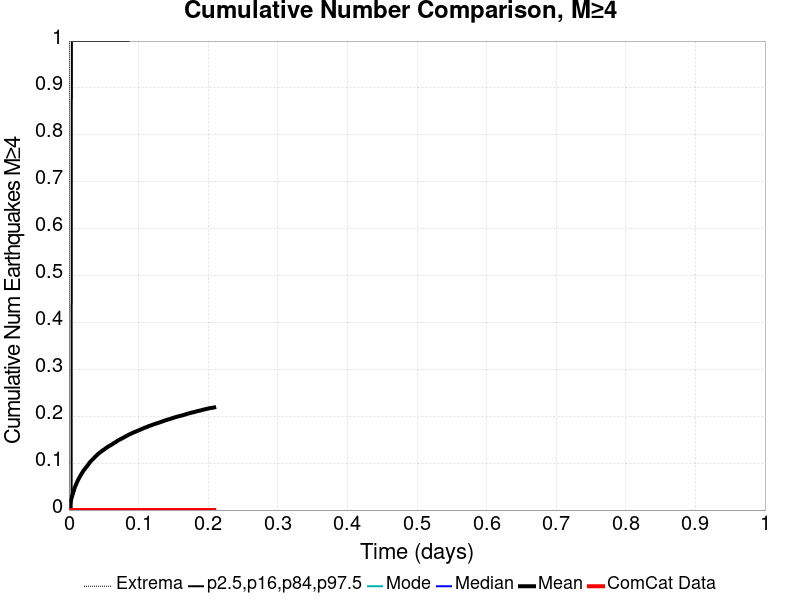 Cumulative Number Comparison, M≥4
Cumulative Num Earthquakes M≥4
1
0.9
0.8
0.7
0.6
0.5
0.4
0.3
0.2
0.1
0
0 0.1 0.2 0.3 0.4 0.5 0.6 0.7 0.8 0.9 1
Time (days)
Extrema p2.5,p16,p84,p97.5 Mode Median Mean ComCat Data